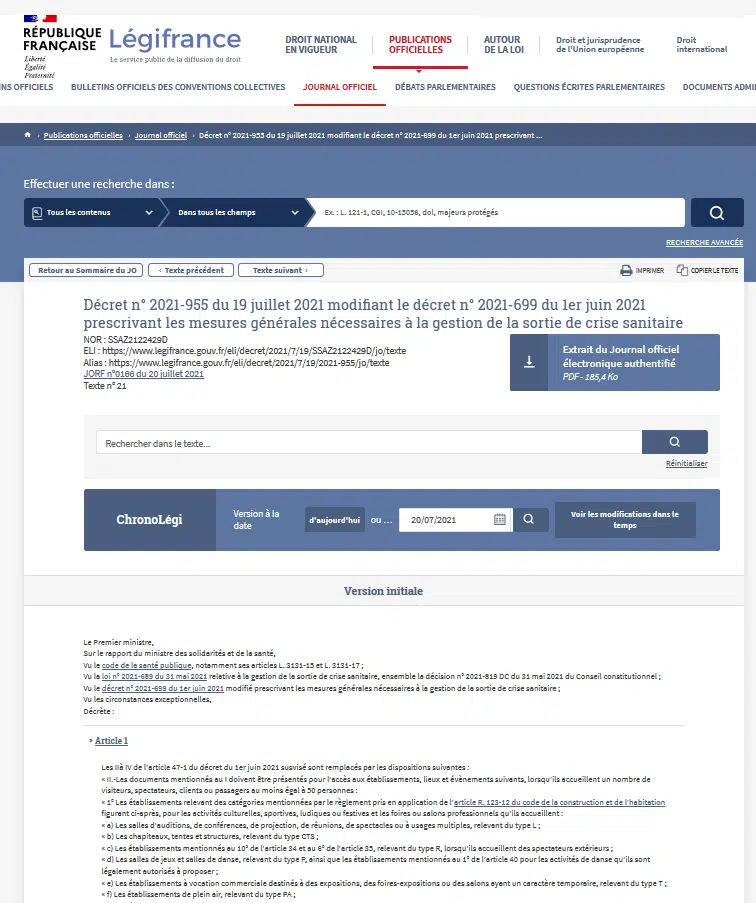 RÉPUBLIQUE
FRANÇAISE
Liberté
Égalité
Fraternité
Légifrance
Le service public de la diffusion du droit
DROIT NATIONAL
EN VIGUEUR
PUBLICATIONS
OFFICIELLES
AUTOUR
DE LA LOI
Droit et jurisprudence
de l'Union européenne
Droit
international
NS OFFICIELS
BULLETINS OFFICIELS DES CONVENTIONS COLLECTIVES
JOURNAL OFFICIEL
DÉBATS PARLEMENTAIRES
QUESTIONS ÉCRITES PARLEMENTAIRES
DOCUMENTS ADMI
Publications officielles › Journal officiel › Décret n° 2021-955 du 19 juillet 2021 modifiant le décret n° 2021-699 du 1er juin 2021 prescrivant ...
Effectuer une recherche dans :
Tous les contenus
Dans tous les champs
Ex. : L. 121-1, CGI, 10-15056, dol, majeurs protégés
RECHERCHE AVANCÉE
Retour au Sommaire du JO
‹ Texte précédent
Texte suivant ›
IMPRIMER
COPIER LE TEXTE
Décret n° 2021-955 du 19 juillet 2021 modifiant le décret n° 2021-699 du 1er juin 2021
prescrivant les mesures générales nécessaires à la gestion de la sortie de crise sanitaire
NOR : SSAZ2122429D
ELI : https://www.legifrance.gouv.fr/eli/decret/2021/7/19/SSAZ2122429D/jo/texte
Alias : https://www.legifrance.gouv.fr/eli/decret/2021/7/19/2021-955/jo/texte
JORF n°0166 du 20 juillet 2021
Texte n° 21
Extrait du Journal officiel
électronique authentifié
PDF - 165,4 Ko
Rechercher dans le texte...
Réinitialiser
ChronoLégi
Version à la
date
d'aujourd'hui
ou ...
20/07/2021
Voir les modifications dans le
temps
Version initiale
Le Premier ministre,
Sur le rapport du ministre des solidarités et de la santé,
Vu le code de la santé publique, notamment ses articles L. 3131-15 et L. 3131-17 ;
Vu la loi n° 2021-689 du 31 mai 2021 relative à la gestion de la sortie de crise sanitaire, ensemble la décision n° 2021-819 DC du 31 mai 2021 du Conseil constitutionnel ;
Vu le décret n° 2021-699 du 1er juin 2021 modifié prescrivant les mesures générales nécessaires à la gestion de la sortie de crise sanitaire ;
Vu les circonstances exceptionnelles,
Décrète :
Article 1
Les IIà IV de l'article 47-1 du décret du 1er juin 2021 susvisé sont remplacés par les dispositions suivantes :
« II.-Les documents mentionnés au I doivent être présentés pour l'accès aux établissements, lieux et évènements suivants, lorsqu'ils accueillent un nombre de
visiteurs, spectateurs, clients ou passagers au moins égal à 50 personnes :
« 1° Les établissements relevant des catégories mentionnées par le règlement pris en application de l'article R. 123-12 du code de la construction et de l'habitation
figurant ci-après, pour les activités culturelles, sportives, ludiques ou festives et les foires ou salons professionnels qu'ils accueillent :
« a) Les salles d'auditions, de conférences, de projection, de réunions, de spectacles ou à usages multiples, relevant du type L ;
« b) Les chapiteaux, tentes et structures, relevant du type CTS ;
« c) Les établissements mentionnés au 10° de l'article 34 et au 6° de l'article 35, relevant du type R, lorsqu'ils accueillent des spectateurs extérieurs ;
« d) Les salles de jeux et salles de danse, relevant du type P, ainsi que les établissements mentionnés au 1° de l'article 40 pour les activités de danse qu'ils sont
légalement autorisés à proposer ;
« e) Les établissements à vocation commerciale destinés à des expositions, des foires-expositions ou des salons ayant un caractère temporaire, relevant du type T ;
« f) Les établissements de plein air, relevant du type PA ;